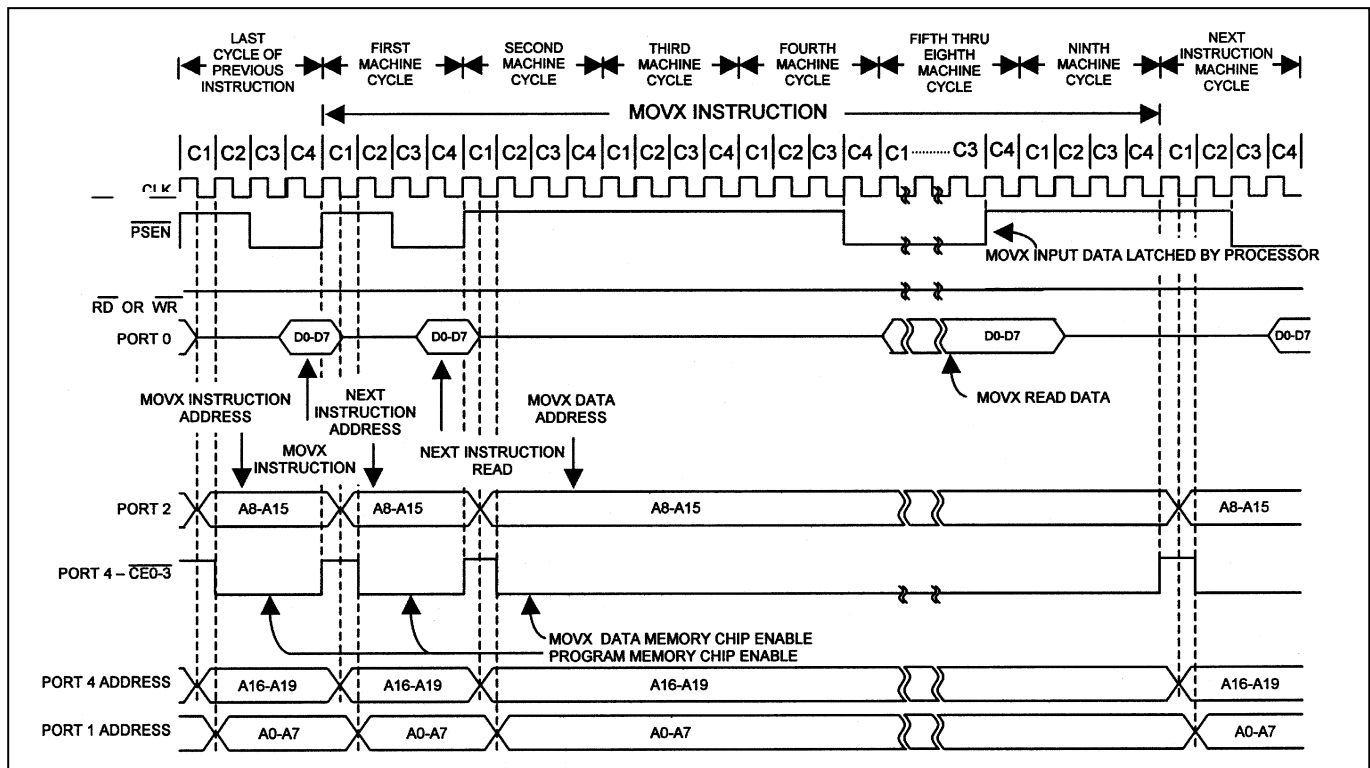 LAST CYCLE OF PREVIOUS INSTRUCTION
FIRST MACHINE CYCLE
SECOND MACHINE CYCLE
THIRD MACHINE CYCLE
FOURTH MACHINE CYCLE
FIFTH THRU EIGHTH MACHINE CYCLE
NINTH MACHINE CYCLE
NEXT INSTRUCTION MACHINE CYCLE
MOVX INSTRUCTION
C1 C2 C3 C4 C1 C2 C3 C4 C1 C2 C3 C4 C1 C2 C3 C4 C1 C2 C3 C4 C1 .......... C3 C4 C1 C2 C3 C4 C1 C2 C3 C4
CLK
PSEN
MOVX INPUT DATA LATCHED BY PROCESSOR
RD OR WR
PORT 0
D0-D7
D0-D7
D0-D7
D0-D7
MOVX INSTRUCTION ADDRESS
NEXT INSTRUCTION ADDRESS
MOVX DATA ADDRESS
MOVX READ DATA
MOVX INSTRUCTION
NEXT INSTRUCTION READ
PORT 2
A8-A15
A8-A15
A8-A15
A8-A15
PORT 4 – CE0-3
MOVX DATA MEMORY CHIP ENABLE
PROGRAM MEMORY CHIP ENABLE
PORT 4 ADDRESS
A16-A19
A16-A19
A16-A19
A16-A19
PORT 1 ADDRESS
A0-A7
A0-A7
A0-A7
A0-A7